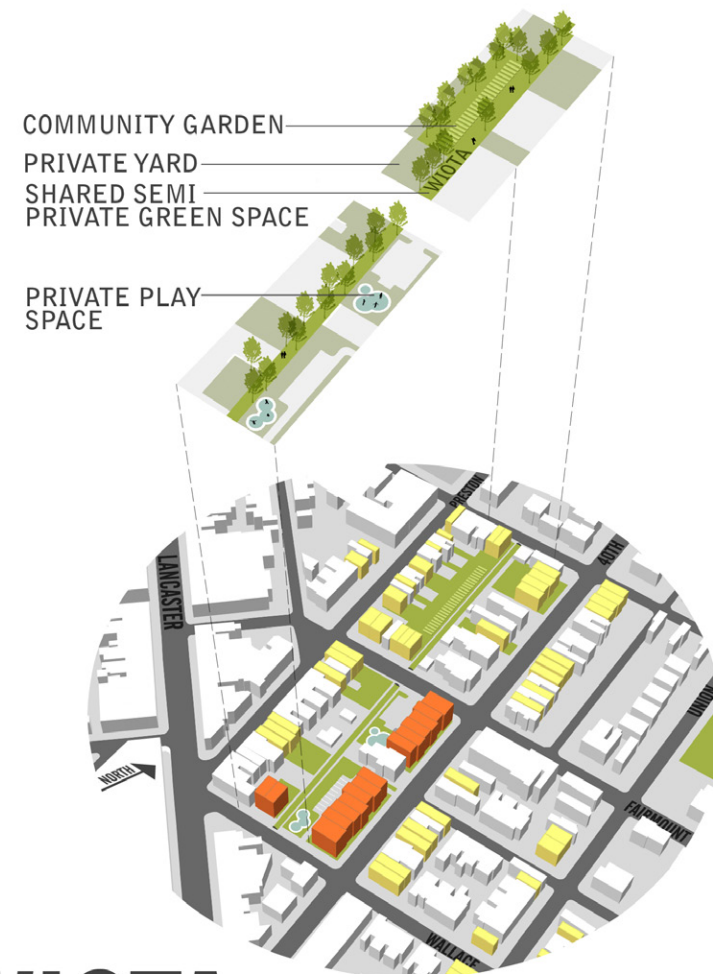 COMMUNITY GARDEN
PRIVATE YARD
SHARED SEMI
PRIVATE GREEN SPACE
WIOTA
PRIVATE PLAY
SPACE
PRESTON
40TH
LANCASTER
UNION
NORTH
FAIRMOUNT
WALLACE